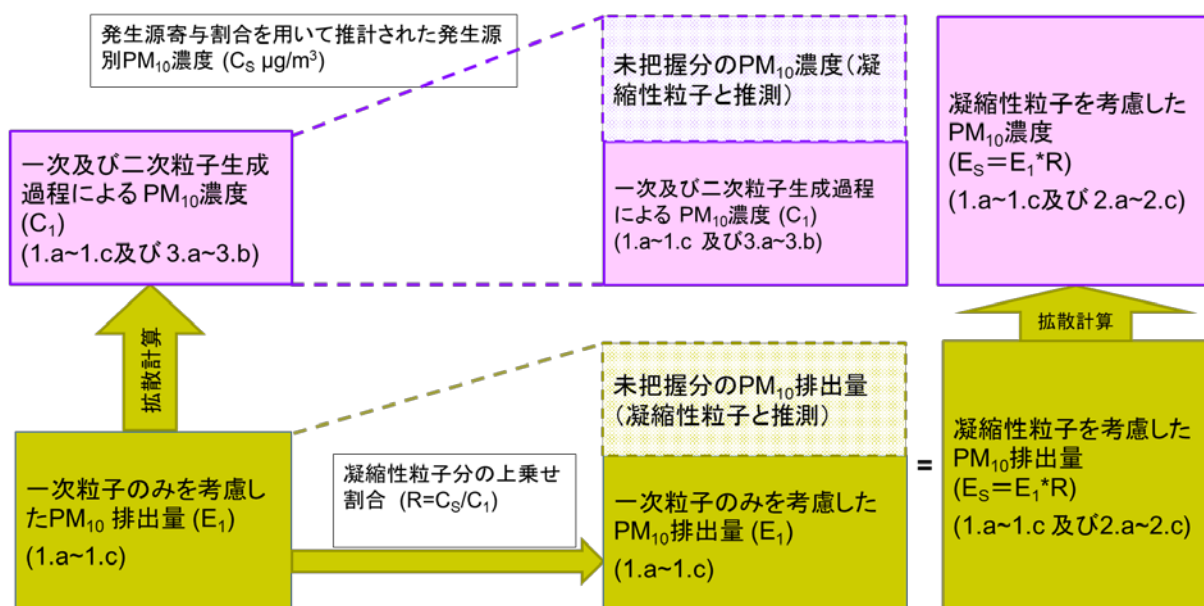 発生源寄与割合を用いて推計された発生源
別PM₁₀濃度 (Cₛ µg/m³)
一次及び二次粒子生成
過程による PM₁₀濃度
(C₁)
(1.a~1.c及び 3.a~3.b)
未把握分のPM₁₀濃度(凝
縮性粒子と推測)
一次及び二次粒子生成過程
による PM₁₀濃度 (C₁)
(1.a~1.c 及び3.a~3.b)
凝縮性粒子を考慮した
PM₁₀濃度
(Eₛ＝E₁*R)
(1.a~1.c及び 2.a~2.c)
拡散計算
拡散計算
一次粒子のみを考慮し
たPM₁₀ 排出量 (E₁)
(1.a~1.c)
凝縮性粒子分の上乗せ
割合 (R=Cₛ/C₁)
未把握分のPM₁₀排出量
(凝縮性粒子と推測)
一次粒子のみを考慮した
PM₁₀排出量 (E₁)
(1.a~1.c)
=
凝縮性粒子を考慮した
PM₁₀排出量
(Eₛ＝E₁*R)
(1.a~1.c 及び2.a~2.c)